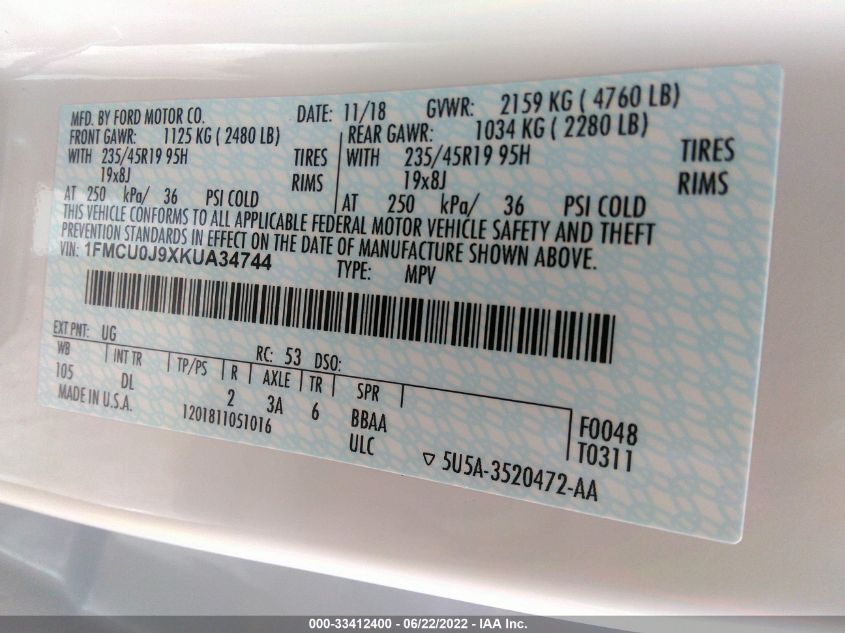 MFD. BY FORD MOTOR CO. DATE: 11/18 GVWR: 2159 KG ( 4760 LB)
FRONT GAWR: 1125 KG ( 2480 LB) REAR GAWR: 1034 KG ( 2280 LB)
WITH 235/45R19 95H TIRES WITH 235/45R19 95H TIRES
19x8J RIMS 19x8J RIMS
AT 250 kPa/ 36 PSI COLD AT 250 kPa/ 36 PSI COLD
THIS VEHICLE CONFORMS TO ALL APPLICABLE FEDERAL MOTOR VEHICLE SAFETY AND THEFT
PREVENTION STANDARDS IN EFFECT ON THE DATE OF MANUFACTURE SHOWN ABOVE.
VIN: 1FMCU0J9XKUA34744 TYPE: MPV
EXT PNT: UG RC: 53 DSO:
WB INT TR TP/PS R AXLE TR SPR
105 DL 2 3A 6 BBAA F0048
MADE IN U.S.A. 1201811051016 ULC T0311
▽ 5U5A-3520472-AA
000-33412400 - 06/22/2022 - IAA Inc.